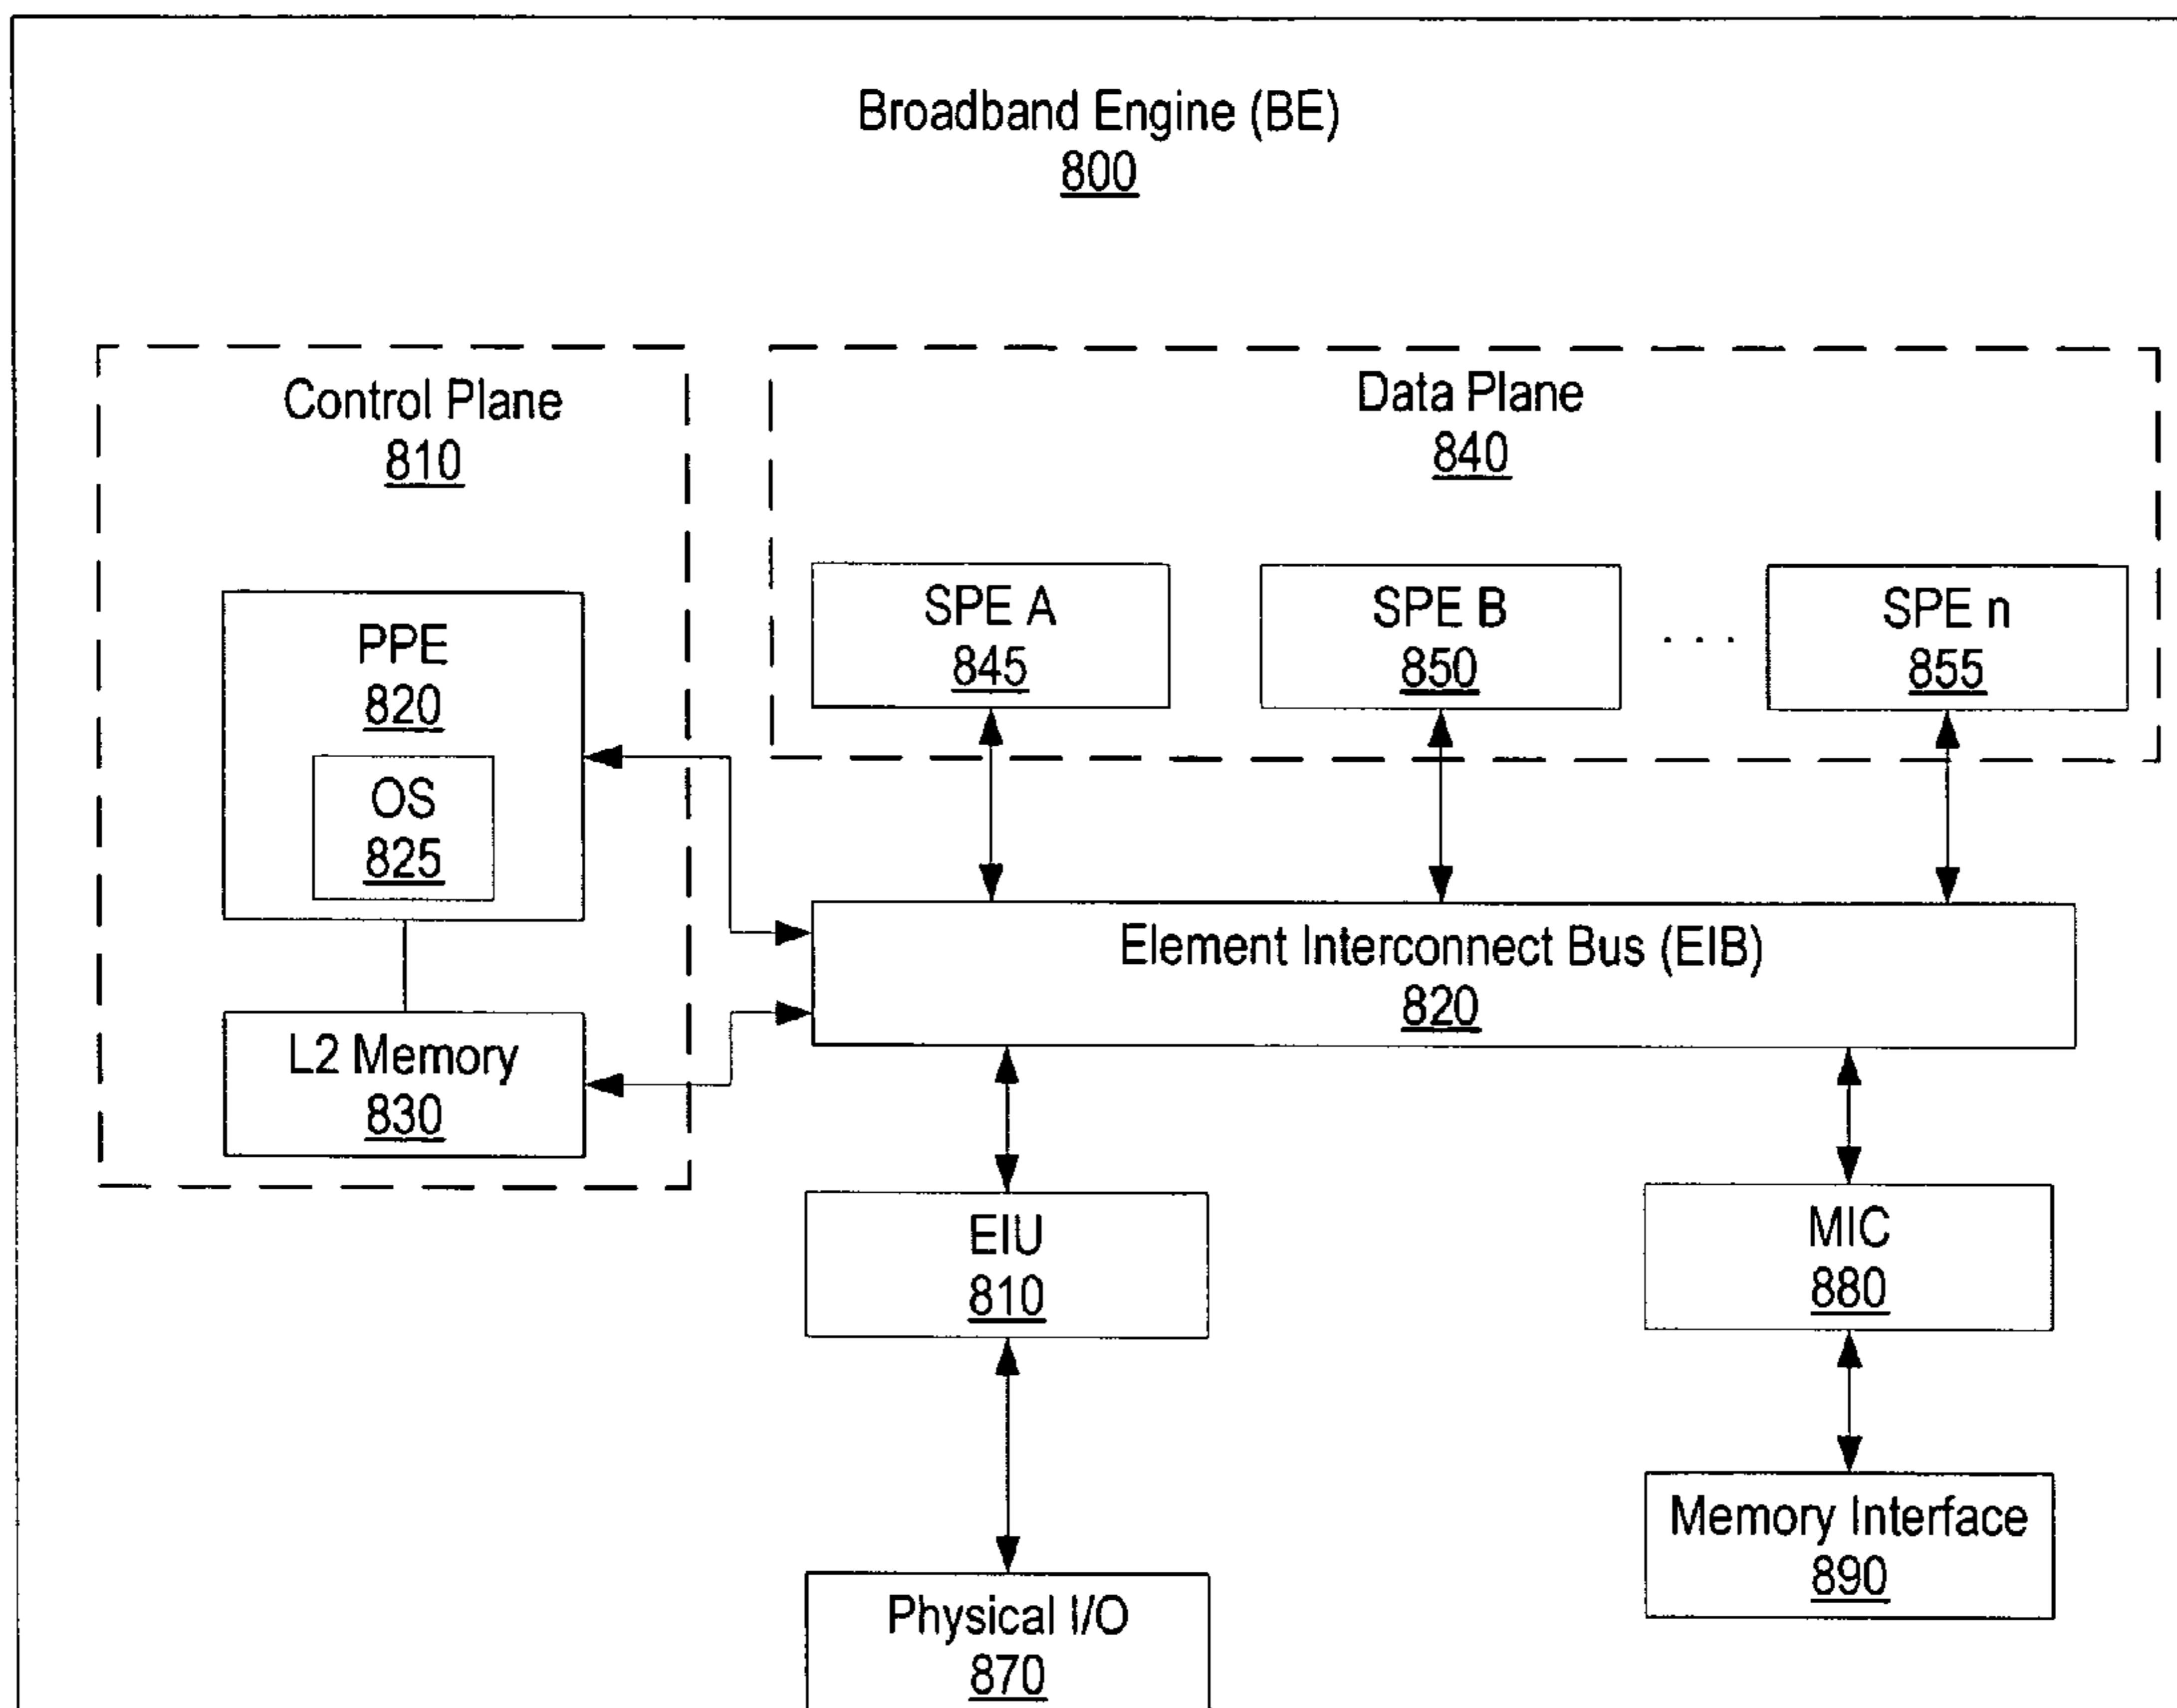 Broadband Engine (BE)
800
Control Plane
810
Data Plane
840
PPE
820
OS
825
L2 Memory
830
SPE A
845
SPE B
850
. . .
SPE n
855
Element Interconnect Bus (EIB)
820
EIU
810
MIC
880
Physical I/O
870
Memory Interface
890